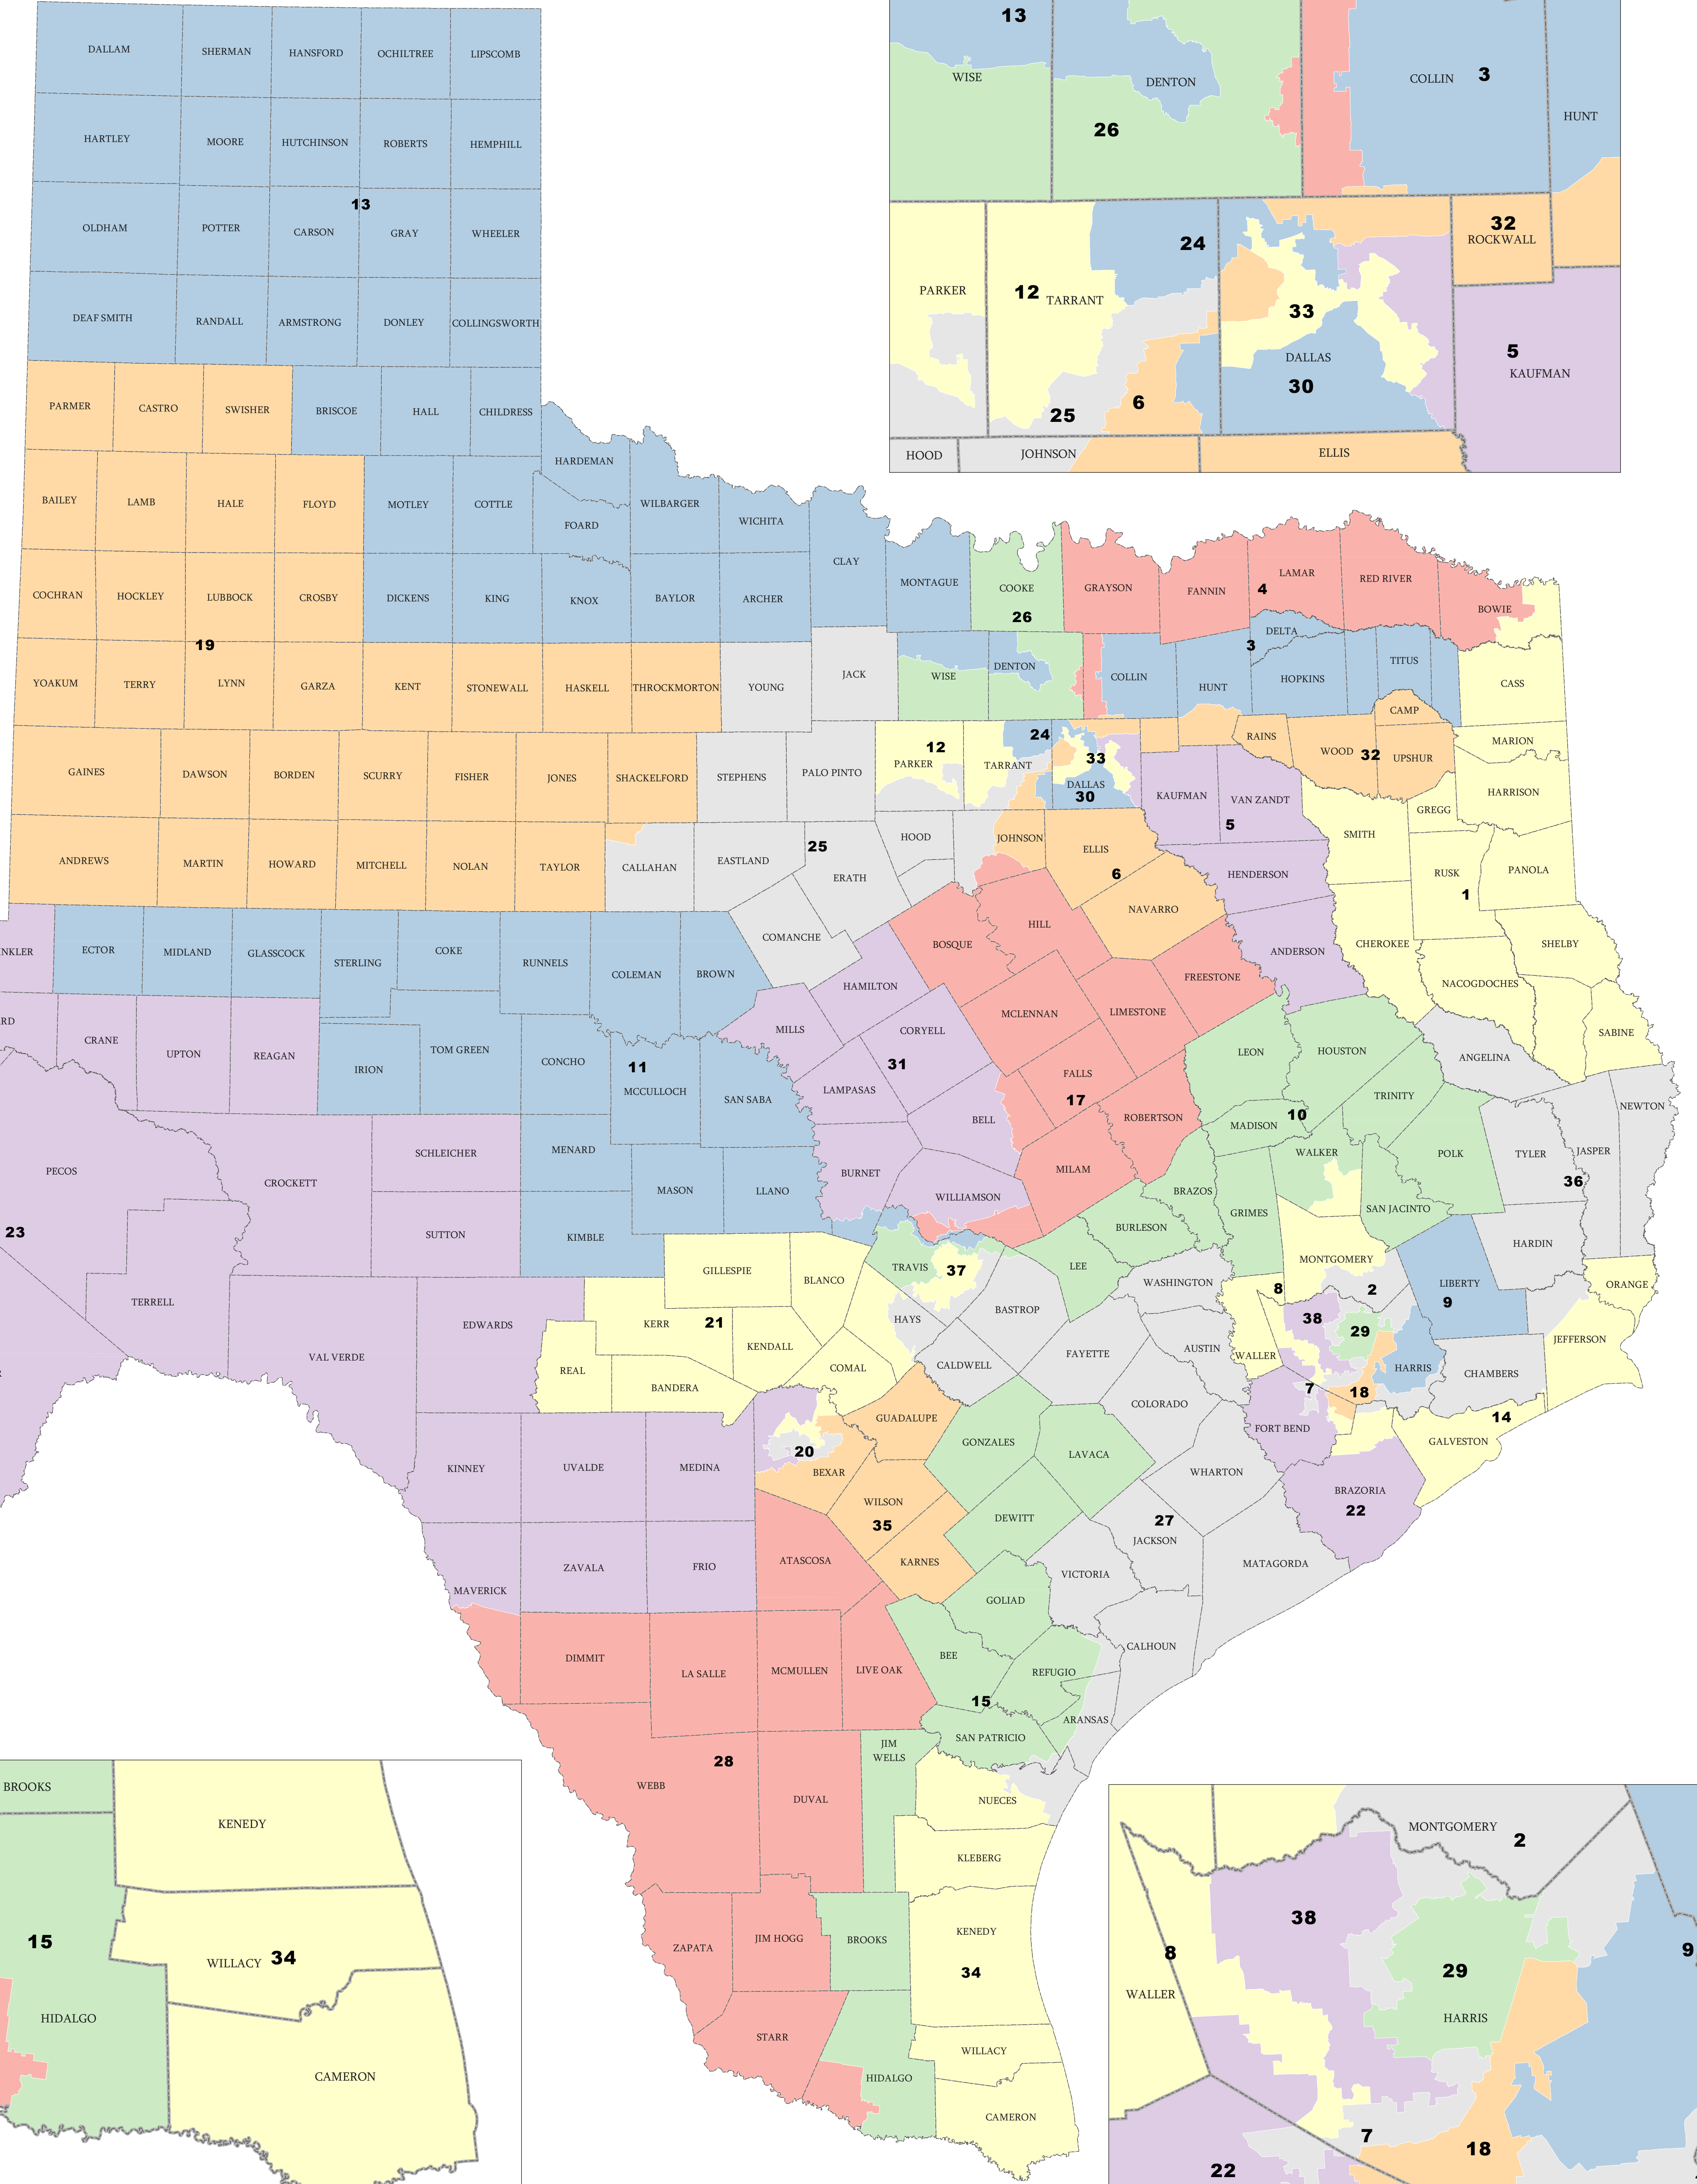 DALLAM
SHERMAN
HANSFORD
OCHILTREE
LIPSCOMB
HARTLEY
MOORE
HUTCHINSON
ROBERTS
HEMPHILL
13
OLDHAM
POTTER
CARSON
GRAY
WHEELER
DEAF SMITH
RANDALL
ARMSTRONG
DONLEY
COLLINGSWORTH
PARMER
CASTRO
SWISHER
BRISCOE
HALL
CHILDRESS
HARDEMAN
BAILEY
LAMB
HALE
FLOYD
MOTLEY
COTTLE
FOARD
WILBARGER
WICHITA
CLAY
MONTAGUE
COOKE
26
GRAYSON
FANNIN
4
LAMAR
RED RIVER
BOWIE
COCHRAN
HOCKLEY
LUBBOCK
CROSBY
DICKENS
KING
KNOX
BAYLOR
ARCHER
19
YOAKUM
TERRY
LYNN
GARZA
KENT
STONEWALL
HASKELL
THROCKMORTON
YOUNG
JACK
WISE
DENTON
COLLIN
HUNT
3
DELTA
HOPKINS
TITUS
CASS
CAMP
MARION
GAINES
DAWSON
BORDEN
SCURRY
FISHER
JONES
SHACKELFORD
STEPHENS
PALO PINTO
12
PARKER
TARRANT
24
33
DALLAS
30
RAINS
WOOD
32
UPSHUR
HARRISON
GREGG
KAUFMAN
VAN ZANDT
5
SMITH
ANDREWS
MARTIN
HOWARD
MITCHELL
NOLAN
TAYLOR
CALLAHAN
EASTLAND
25
ERATH
HOOD
JOHNSON
ELLIS
6
NAVARRO
HENDERSON
RUSK
1
PANOLA
NKLER
ECTOR
MIDLAND
GLASSCOCK
STERLING
COKE
RUNNELS
COLEMAN
BROWN
COMANCHE
BOSQUE
HILL
FREESTONE
ANDERSON
CHEROKEE
SHELBY
NACOGDOCHES
RD
CRANE
UPTON
REAGAN
IRION
TOM GREEN
CONCHO
11
MCCULLOCH
SAN SABA
MILLS
HAMILTON
CORYELL
31
LAMPASAS
BELL
MCLENNAN
LIMESTONE
FALLS
17
ROBERTSON
MILAM
LEON
HOUSTON
ANGELINA
SABINE
TRINITY
10
MADISON
NEWTON
PECOS
CROCKETT
SCHLEICHER
MENARD
MASON
LLANO
BURNET
WILLIAMSON
BRAZOS
WALKER
POLK
TYLER
JASPER
36
23
SUTTON
KIMBLE
GRIMES
SAN JACINTO
BURLESON
HARDIN
TERRELL
GILLESPIE
BLANCO
TRAVIS
37
LEE
WASHINGTON
MONTGOMERY
8
2
LIBERTY
9
ORANGE
EDWARDS
KERR
21
KENDALL
HAYS
BASTROP
38
29
JEFFERSON
VAL VERDE
REAL
BANDERA
COMAL
CALDWELL
FAYETTE
AUSTIN
WALLER
HARRIS
CHAMBERS
7
18
COLORADO
GUADALUPE
14
FORT BEND
GALVESTON
GONZALES
LAVACA
KINNEY
UVALDE
MEDINA
20
BEXAR
WHARTON
BRAZORIA
22
WILSON
35
DEWITT
27
JACKSON
ZAVALA
FRIO
ATASCOSA
KARNES
VICTORIA
MATAGORDA
MAVERICK
GOLIAD
CALHOUN
DIMMIT
LA SALLE
MCMULLEN
LIVE OAK
BEE
REFUGIO
15
ARANSAS
SAN PATRICIO
JIM
WELLS
28
WEBB
DUVAL
NUECES
KLEBERG
ZAPATA
JIM HOGG
BROOKS
KENEDY
34
STARR
WILLACY
HIDALGO
CAMERON
13
WISE
DENTON
COLLIN
3
HUNT
26
24
32
ROCKWALL
PARKER
12
TARRANT
33
DALLAS
30
5
KAUFMAN
6
25
HOOD
JOHNSON
ELLIS
BROOKS
KENEDY
15
WILLACY
34
HIDALGO
CAMERON
MONTGOMERY
2
38
8
9
29
WALLER
HARRIS
7
18
22